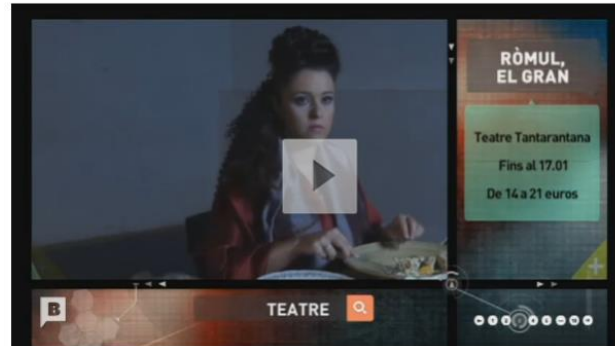 RÒMUL,
EL GRAN
Teatre Tantarantana
Fins al 17.01
De 14 a 21 euros
B
TEATRE